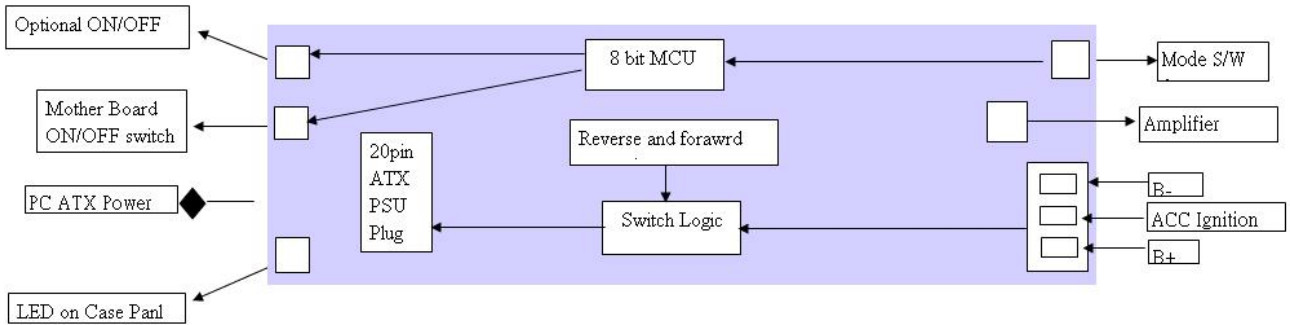 Optional ON/OFF
Mother Board
ON/OFF switch
PC ATX Power
LED on Case Panl
8 bit MCU
Reverse and forawrd
20pin
ATX
PSU
Plug
Switch Logic
Mode S/W
Amplifier
B-
ACC Ignition
B+